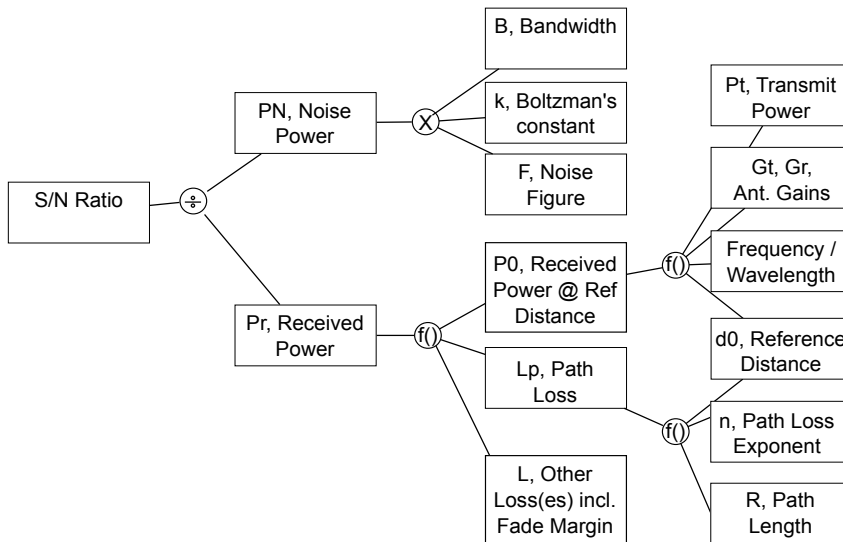 B, Bandwidth
Pt, Transmit
Power
PN, Noise
Power
X
k, Boltzman's
constant
F, Noise
Figure
Gt, Gr,
Ant. Gains
S/N Ratio
÷
P0, Received
Power @ Ref
Distance
f()
Frequency /
Wavelength
Pr, Received
Power
f()
Lp, Path
Loss
d0, Reference
Distance
f()
n, Path Loss
Exponent
L, Other
Loss(es) incl.
Fade Margin
R, Path
Length